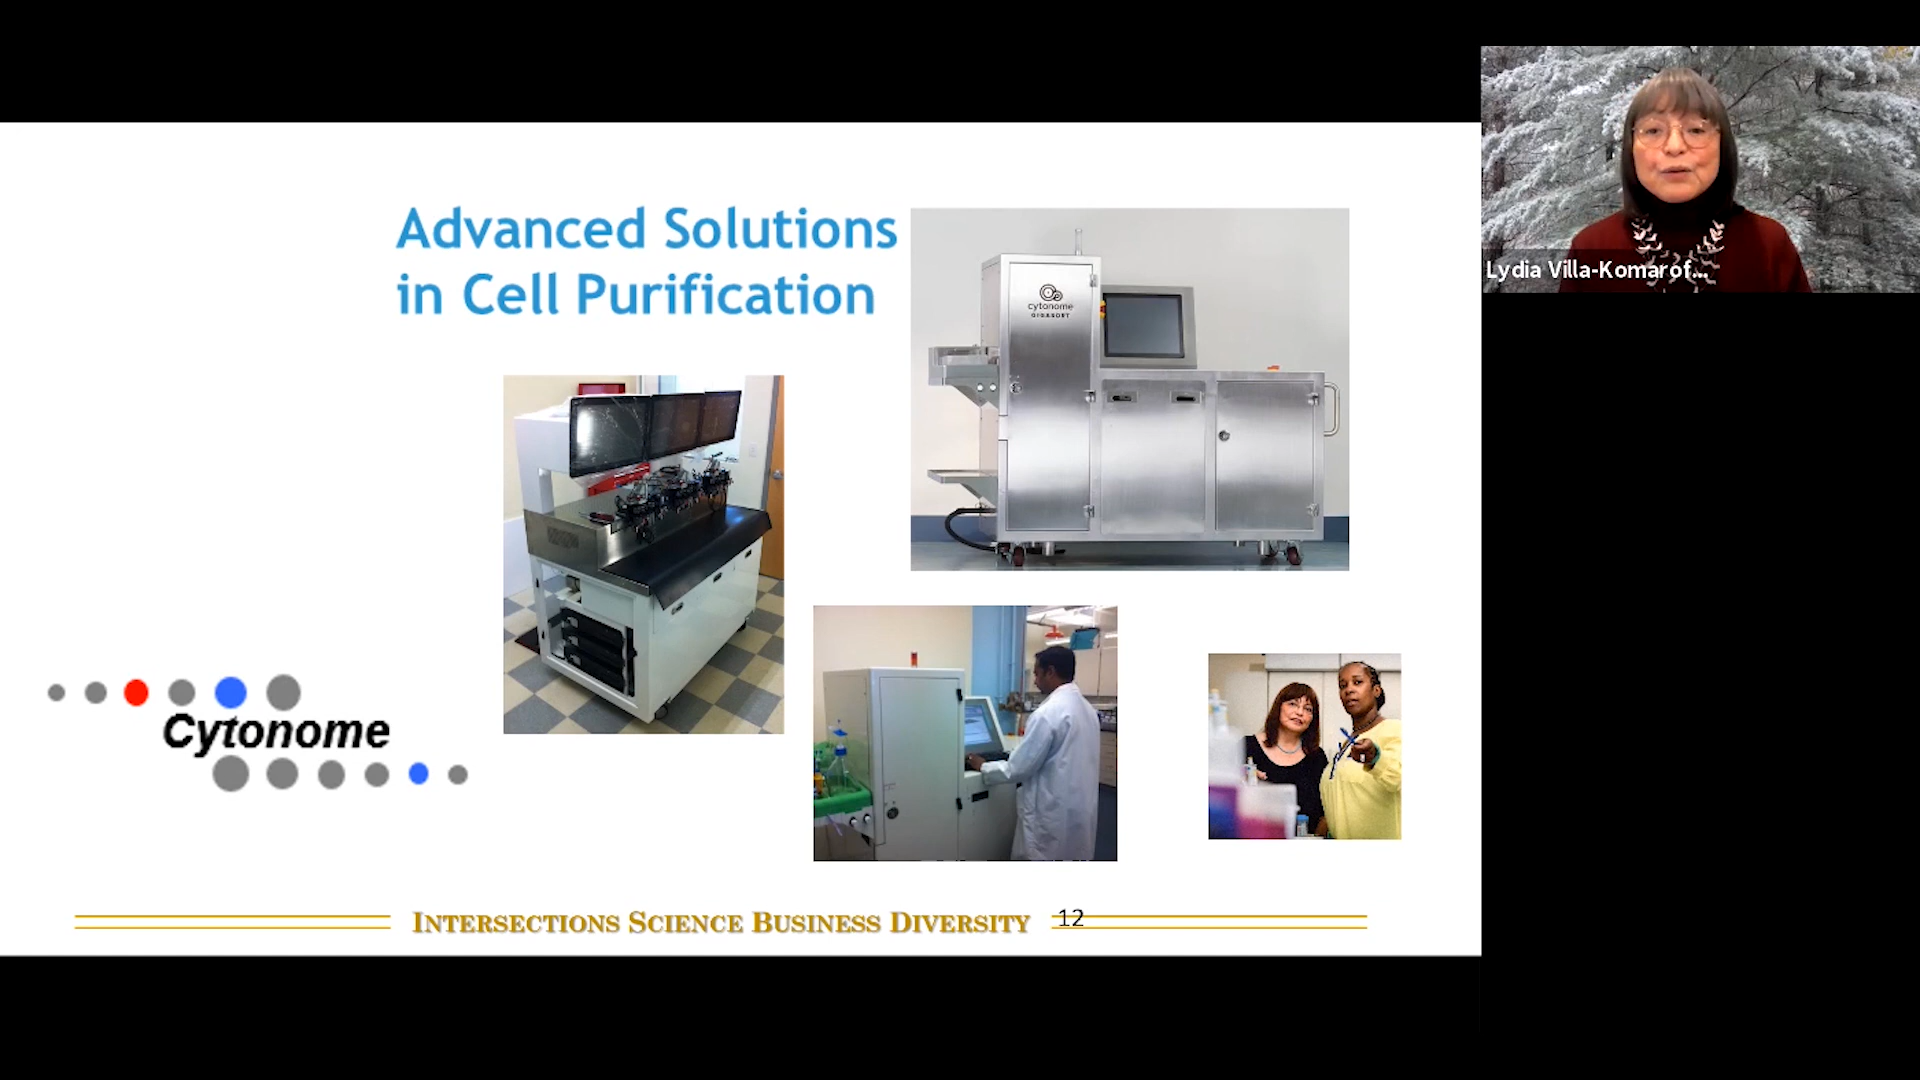 Advanced Solutions
in Cell Purification
cytonome
GIGASORT
Lydia Villa-Komarof...
Cytonome
INTERSECTIONS SCIENCE BUSINESS DIVERSITY
12